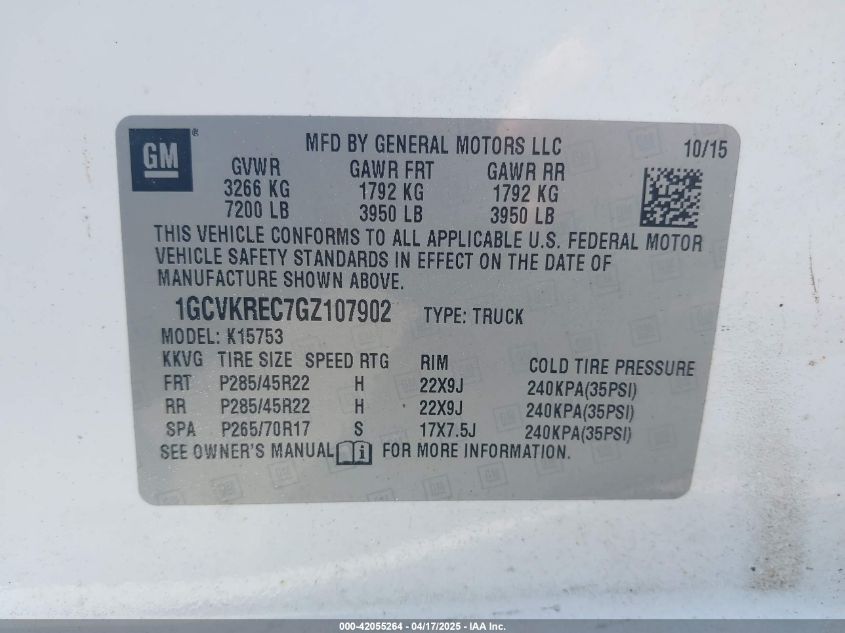 GM®
MFD BY GENERAL MOTORS LLC 10/15
GVWR GAWR FRT GAWR RR
3266 KG 1792 KG 1792 KG
7200 LB 3950 LB 3950 LB
THIS VEHICLE CONFORMS TO ALL APPLICABLE U.S. FEDERAL MOTOR
VEHICLE SAFETY STANDARDS IN EFFECT ON THE DATE OF
MANUFACTURE SHOWN ABOVE.
1GCVKREC7GZ107902 TYPE: TRUCK
MODEL: K15753
KKVG TIRE SIZE SPEED RTG RIM COLD TIRE PRESSURE
FRT P285/45R22 H 22X9J 240KPA(35PSI)
RR P285/45R22 H 22X9J 240KPA(35PSI)
SPA P265/70R17 S 17X7.5J 240KPA(35PSI)
SEE OWNER'S MANUAL FOR MORE INFORMATION.
000-42055264 - 04/17/2025 - IAA Inc.